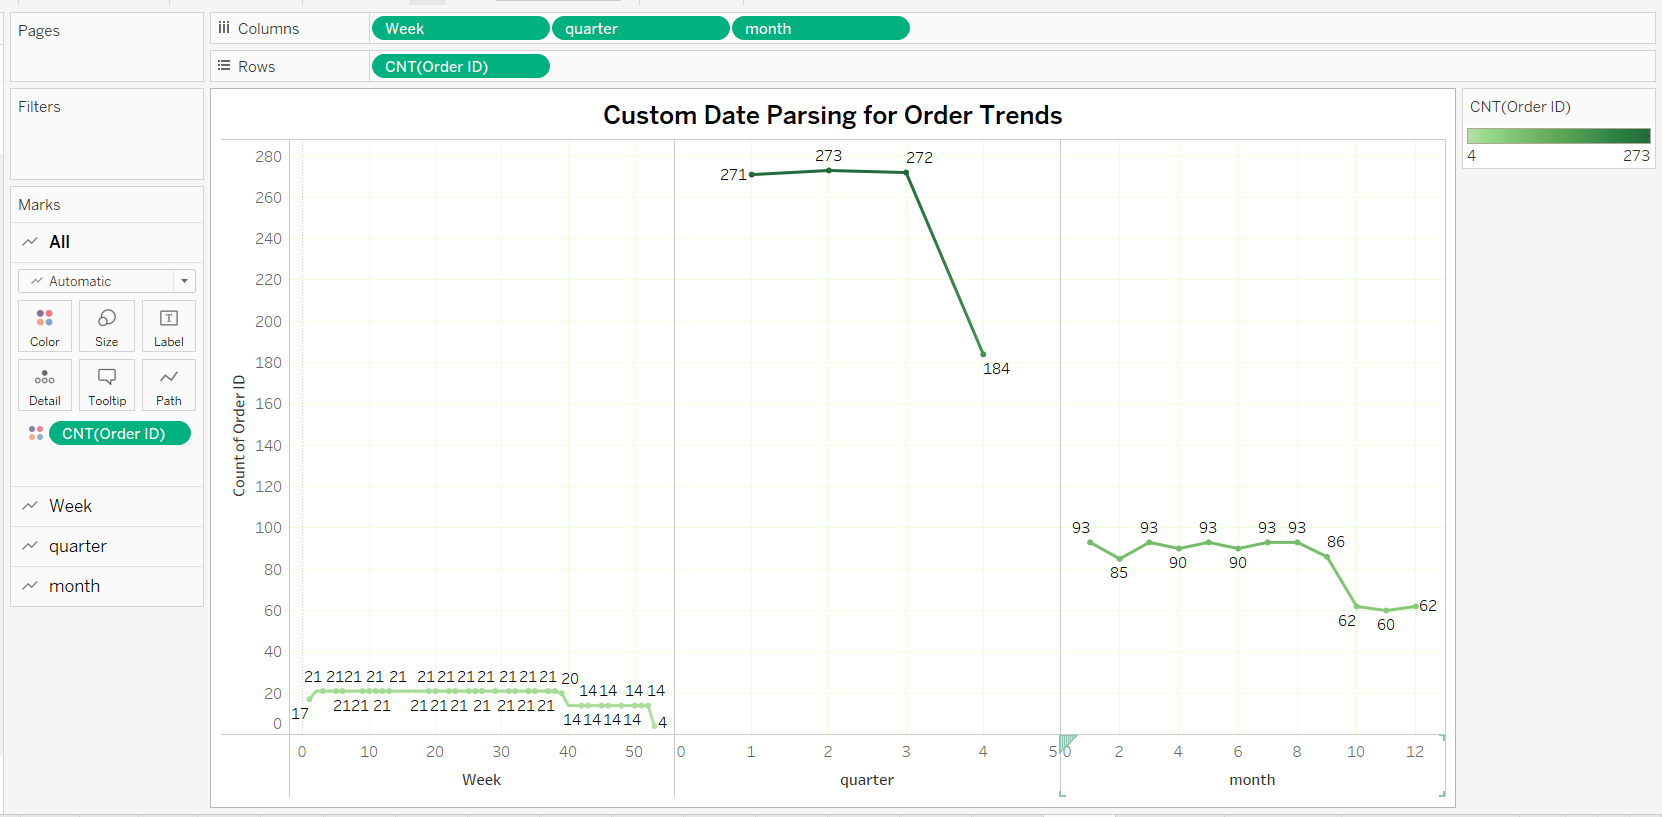 Pages
Columns
Week
quarter
month
Rows
CNT(Order ID)
Filters
Marks
All
Automatic
Color
Size
Label
Detail
Tooltip
Path
CNT(Order ID)
Week
quarter
month
Custom Date Parsing for Order Trends
Count of Order ID
280
260
240
220
200
180
160
140
120
100
80
60
40
20
0
21 21 21 21 21 21 21 21 21 21 21 21 21 20
17 21 21 21 21 21 21 21 21 21 21
14 14 14 14
14 14 14 14 4
0 10 20 30 40 50
Week
271 273 272
184
0 1 2 3 4 5
quarter
93 93 93 93 93 86
85 90 90
62 60 62
0 2 4 6 8 10 12
month
CNT(Order ID)
4 273